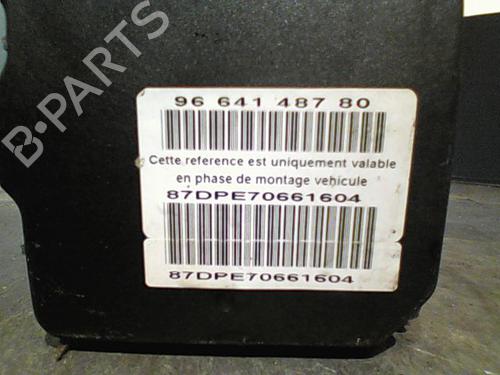 B-PARTS
96 641 487 80
Cette reference est uniquement valable
en phase de montage vehicule
87DPE70661604
87DPE70661604